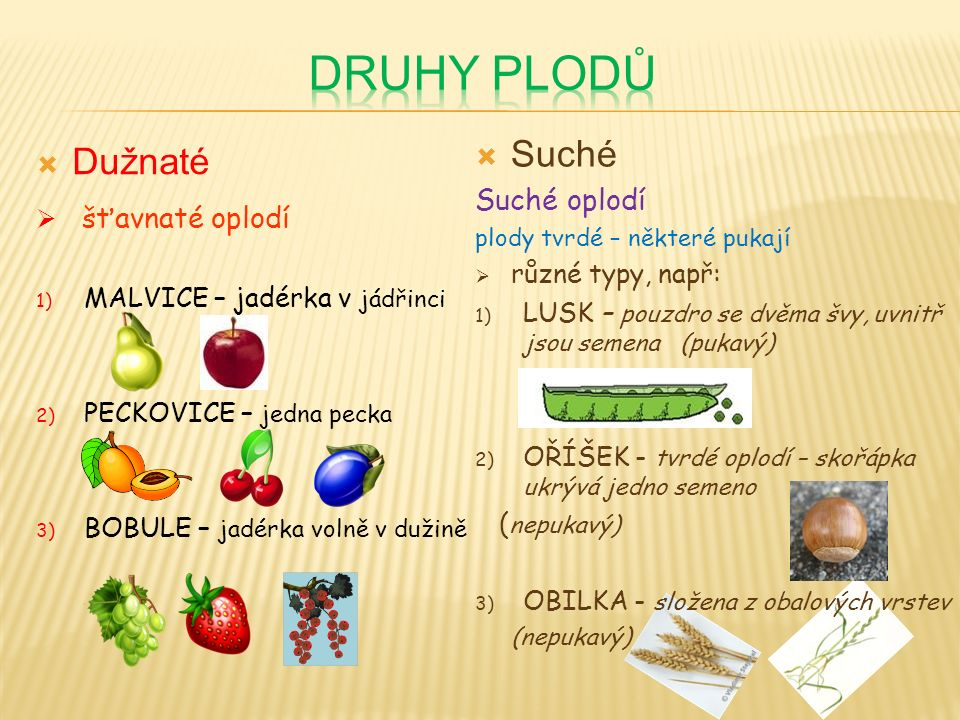 DRUHY PLODŮ
Dužnaté
šťavnaté oplodí
1) MALVICE – jadérka v jádřinci
2) PECKOVICE – jedna pecka
3) BOBULE – jadérka volně v dužině
Suché
Suché oplodí
plody tvrdé – některé pukají
různé typy, např:
1) LUSK – pouzdro se dvěma švy, uvnitř
jsou semena (pukavý)
2) OŘÍŠEK - tvrdé oplodí – skořápka
ukrývá jedno semeno
(nepukavý)
3) OBILKA - složena z obalových vrstev
(nepukavý)